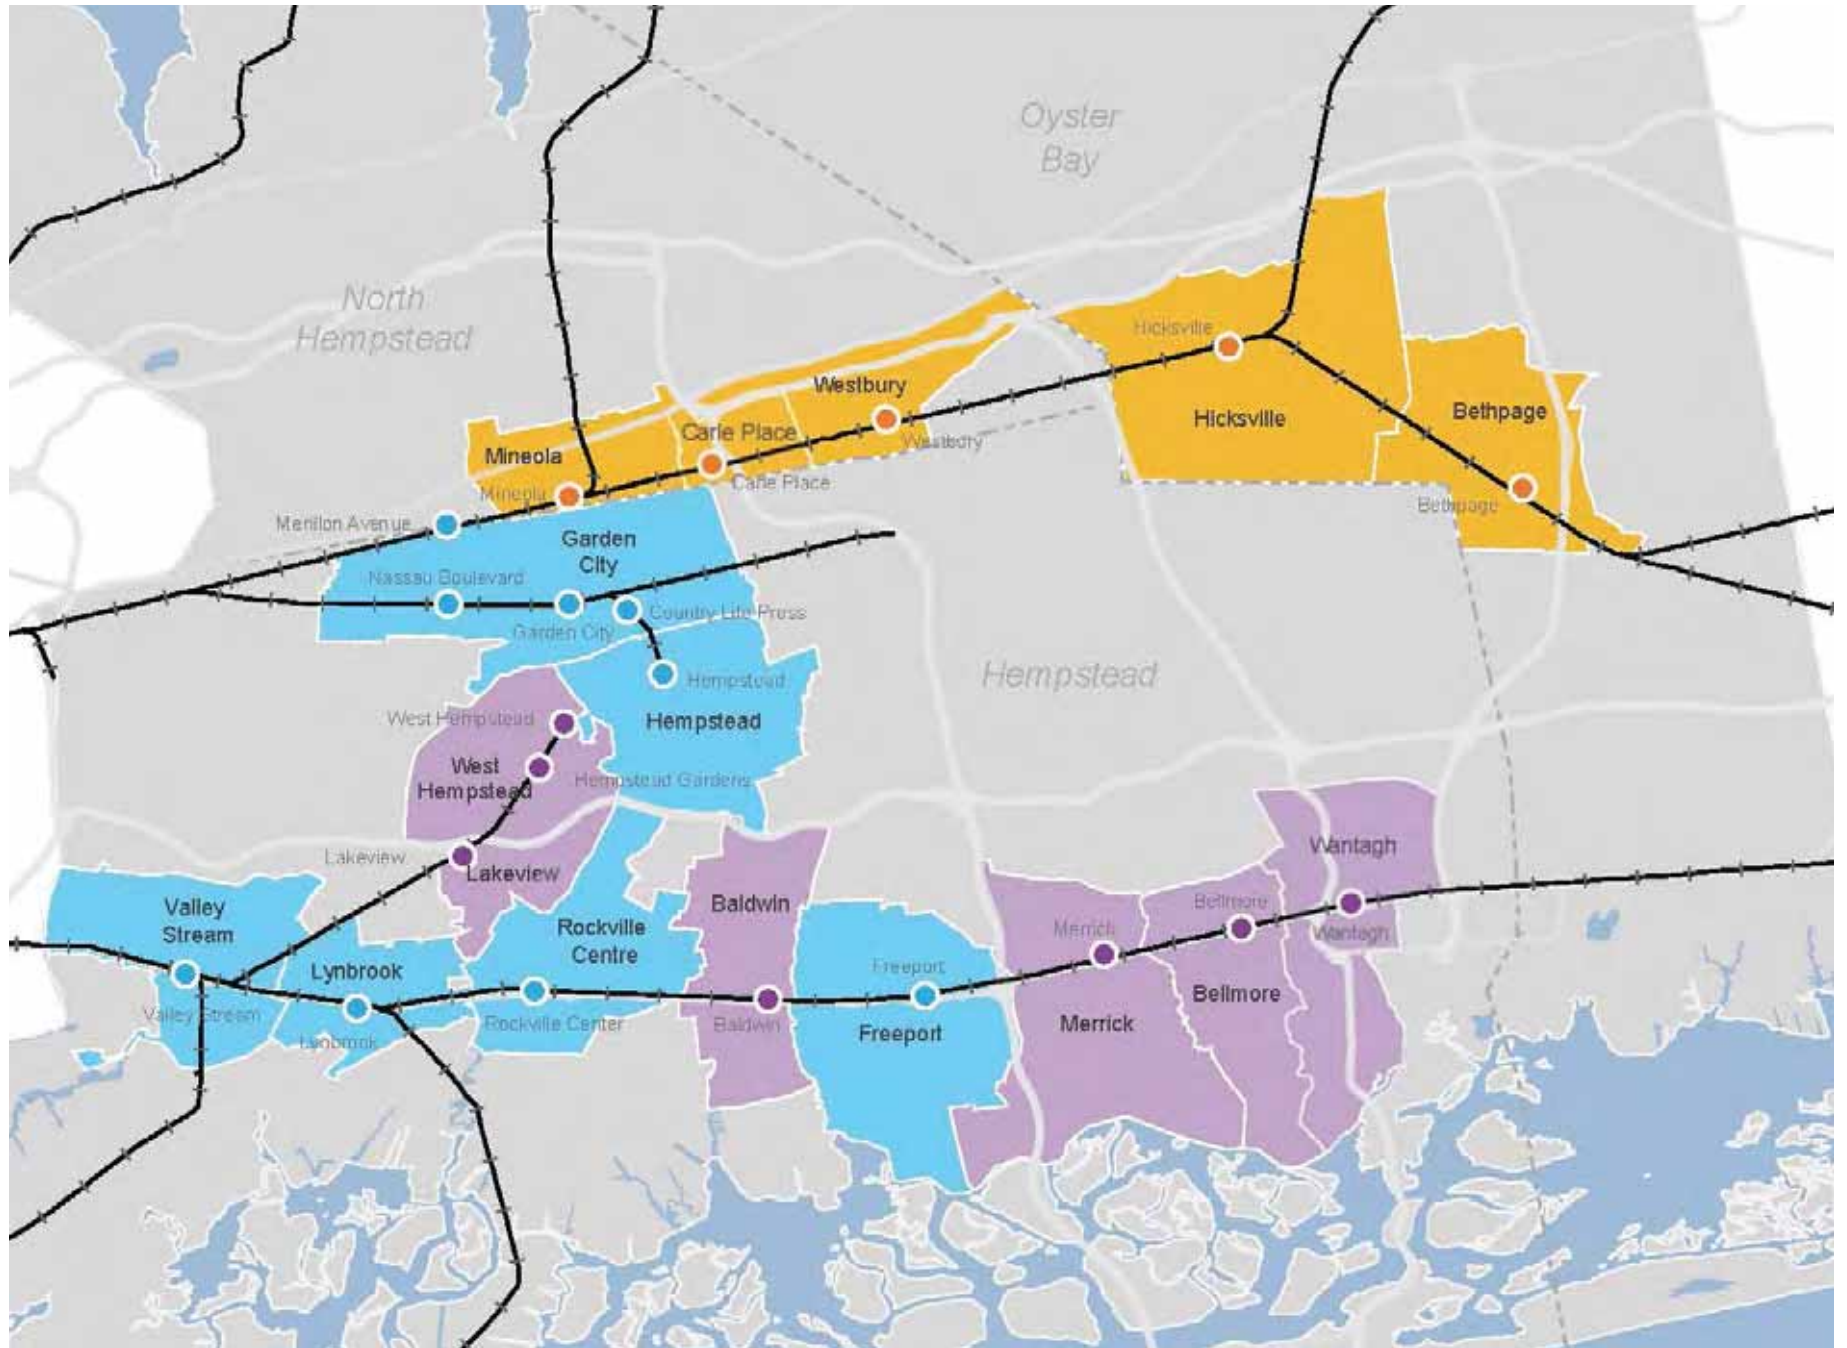 Oyster
Bay
North
Hempstead
Hicksville
Westbury
Bethpage
Hicksville
Carle Place
Westbury
Mineola
Carle Place
Mineola
Bethpage
Merillon Avenue
Garden
City
Nassau Boulevard
Country Life Press
Garden City
Hempstead
Hempstead
West Hempstead
Hempstead
West
Hempstead
Hempstead Gardens
Wantagh
Lakeview
Lakeview
Valley
Stream
Baldwin
Bellmore
Rockville
Centre
Merrick
Wantagh
Lynbrook
Freeport
Bellmore
Valley Stream
Rockville Center
Baldwin
Merrick
Lynbrook
Freeport